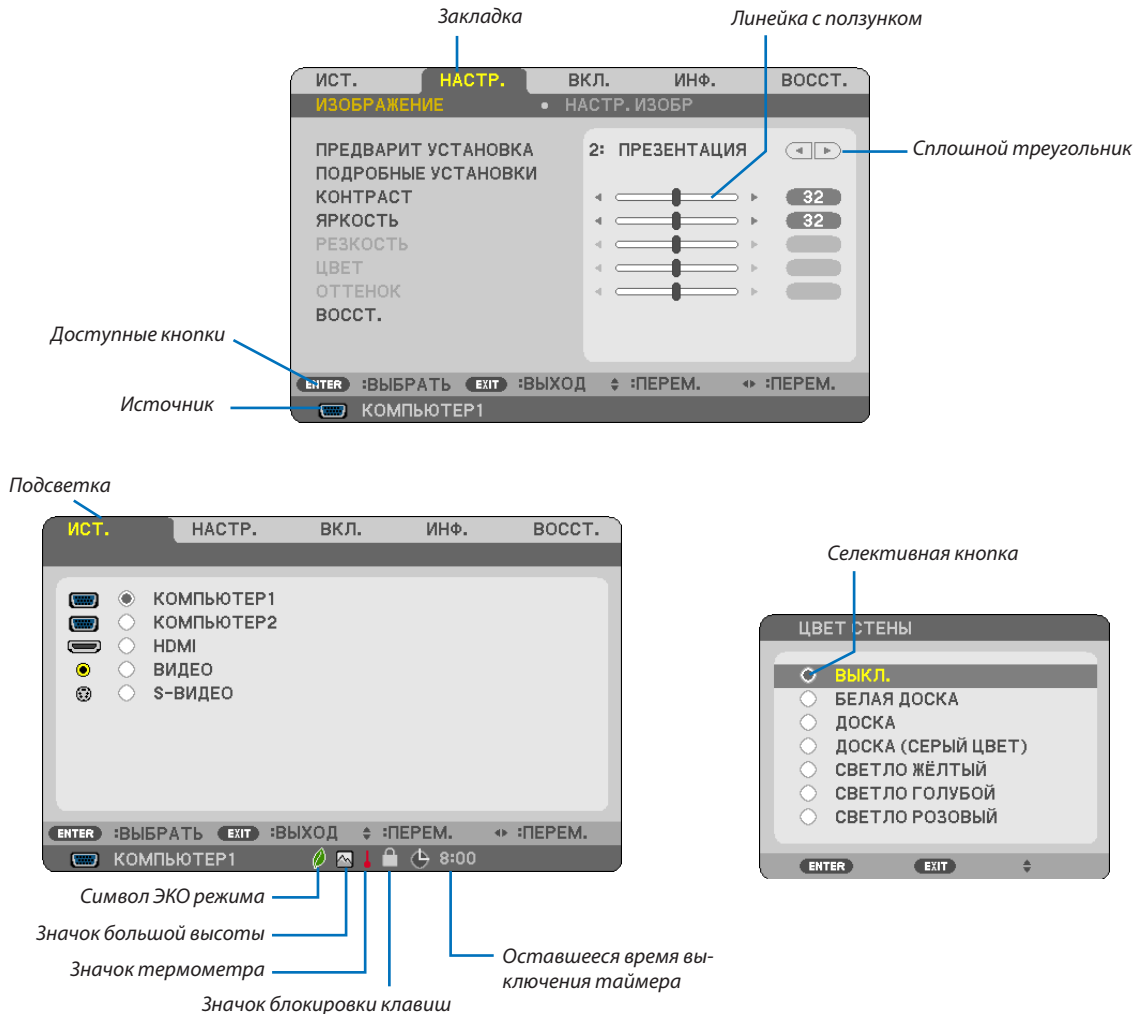 Закладка
Линейка с ползунком
ИСТ. НАСТР. ВКЛ. ИНФ. ВОССТ.
ИЗОБРАЖЕНИЕ • НАСТР. ИЗОБР
ПРЕДВАРИТ УСТАНОВКА 2: ПРЕЗЕНТАЦИЯ
Сплошной треугольник
ПОДРОБНЫЕ УСТАНОВКИ
КОНТРАСТ 32
ЯРКОСТЬ 32
РЕЗКОСТЬ
ЦВЕТ
ОТТЕНОК
ВОССТ.
Доступные кнопки
ENTER :ВЫБРАТЬ EXIT :ВЫХОД :ПЕРЕМ. :ПЕРЕМ.
Источник
КОМПЬЮТЕР1
Подсветка
ИСТ. НАСТР. ВКЛ. ИНФ. ВОССТ.
КОМПЬЮТЕР1
КОМПЬЮТЕР2
HDMI
ВИДЕО
S-ВИДЕО
ENTER :ВЫБРАТЬ EXIT :ВЫХОД :ПЕРЕМ. :ПЕРЕМ.
КОМПЬЮТЕР1 8:00
Символ ЭКО режима
Значок большой высоты
Значок термометра
Значок блокировки клавиш
Оставшееся время вы-
ключения таймера
Селективная кнопка
ЦВЕТ СТЕНЫ
ВЫКЛ.
БЕЛАЯ ДОСКА
ДОСКА
ДОСКА (СЕРЫЙ ЦВЕТ)
СВЕТЛО ЖЁЛТЫЙ
СВЕТЛО ГОЛУБОЙ
СВЕТЛО РОЗОВЫЙ
ENTER EXIT